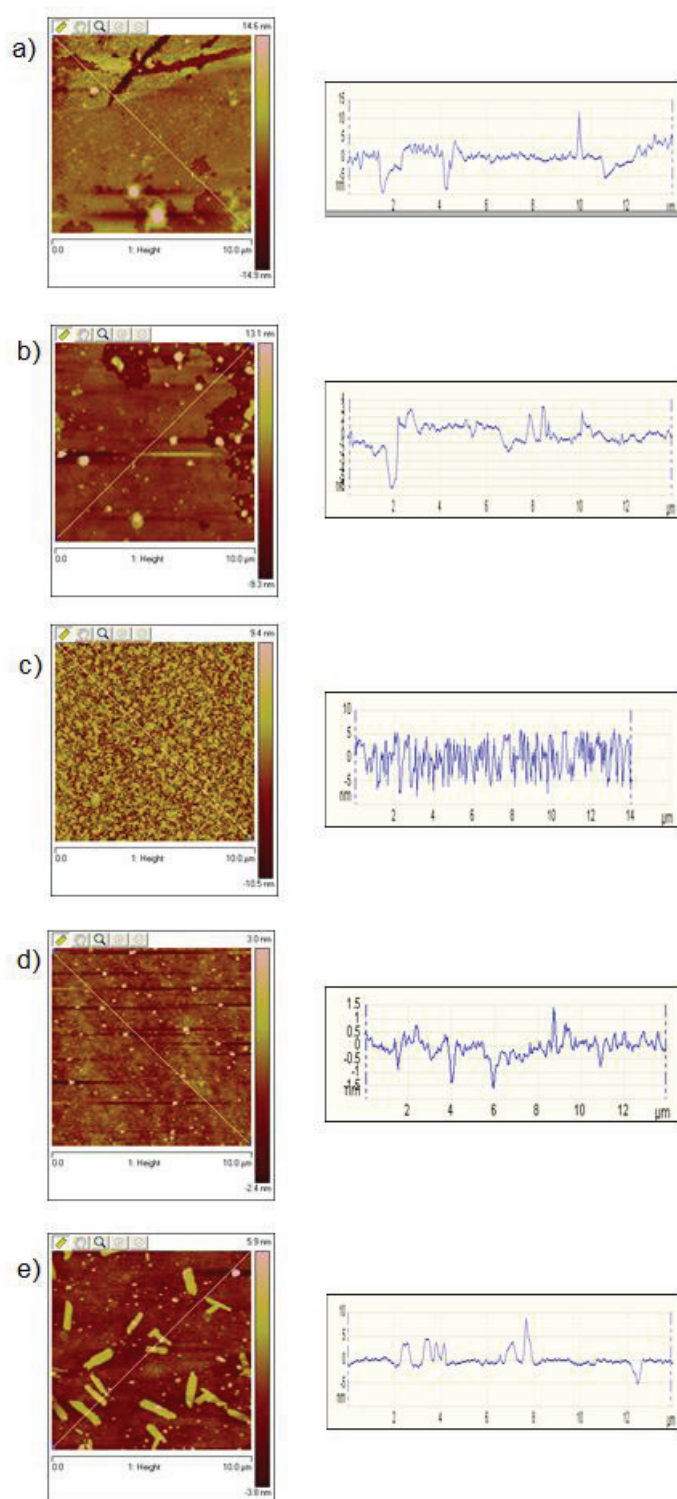 a)
14.6 nm
0.0 1: Height 10.0 µm
-14.9 nm
2 4 6 8 10 12 µm
b)
13.1 nm
0.0 1: Height 10.0 µm
-9.3 nm
2 4 6 8 10 12 µm
c)
9.4 nm
0.0 1: Height 10.0 µm
-10.5 nm
10
5
0
-5
nm
2 4 6 8 10 12 14 µm
d)
3.0 nm
0.0 1: Height 10.0 µm
-2.4 nm
1.5
1
0.5
0
-0.5
-1
nm
2 4 6 8 10 12 µm
e)
5.9 nm
0.0 1: Height 10.0 µm
-3.8 nm
2 4 6 8